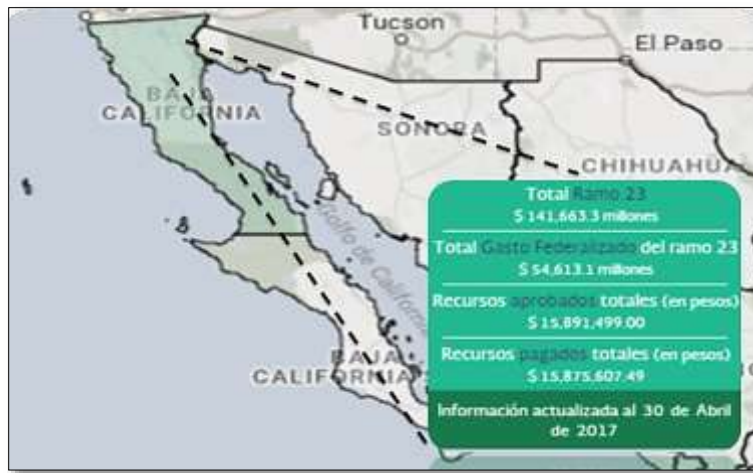 Tucson
El Paso
BAJA
CALIFORNIA
SONORA
CHIHUAHUA
Golfo de California
Total Ramo 23
$ 141,663.3 millones
Total Gasto Federalizado del ramo 23
$ 54,613.1 millones
Recursos aprobados totales (en pesos)
$ 15,891,499.00
Recursos pagados totales (en pesos)
$ 15,875,607.49
BAJA
CALIFORNIA
Información actualizada al 30 de Abril
de 2017